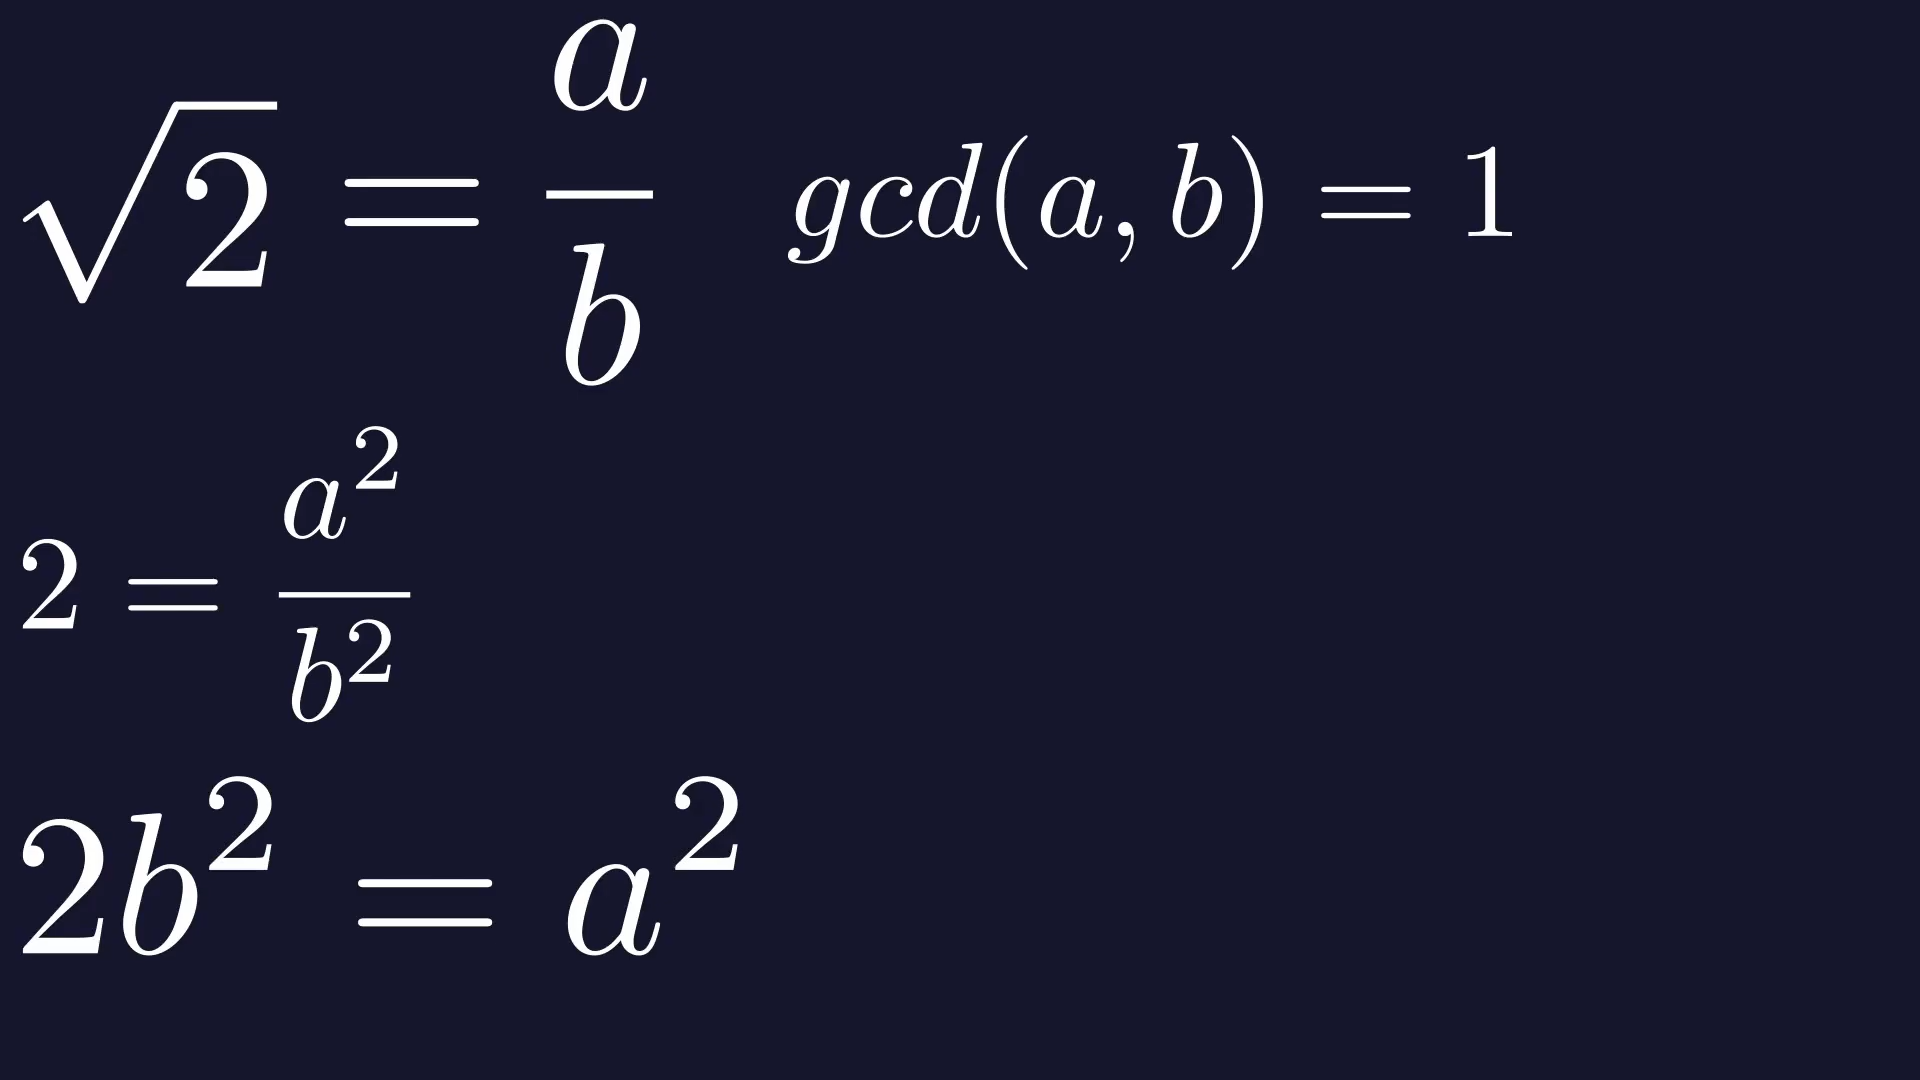 √2 = a/b gcd(a, b) = 1
2 = a²/b²
2b² = a²